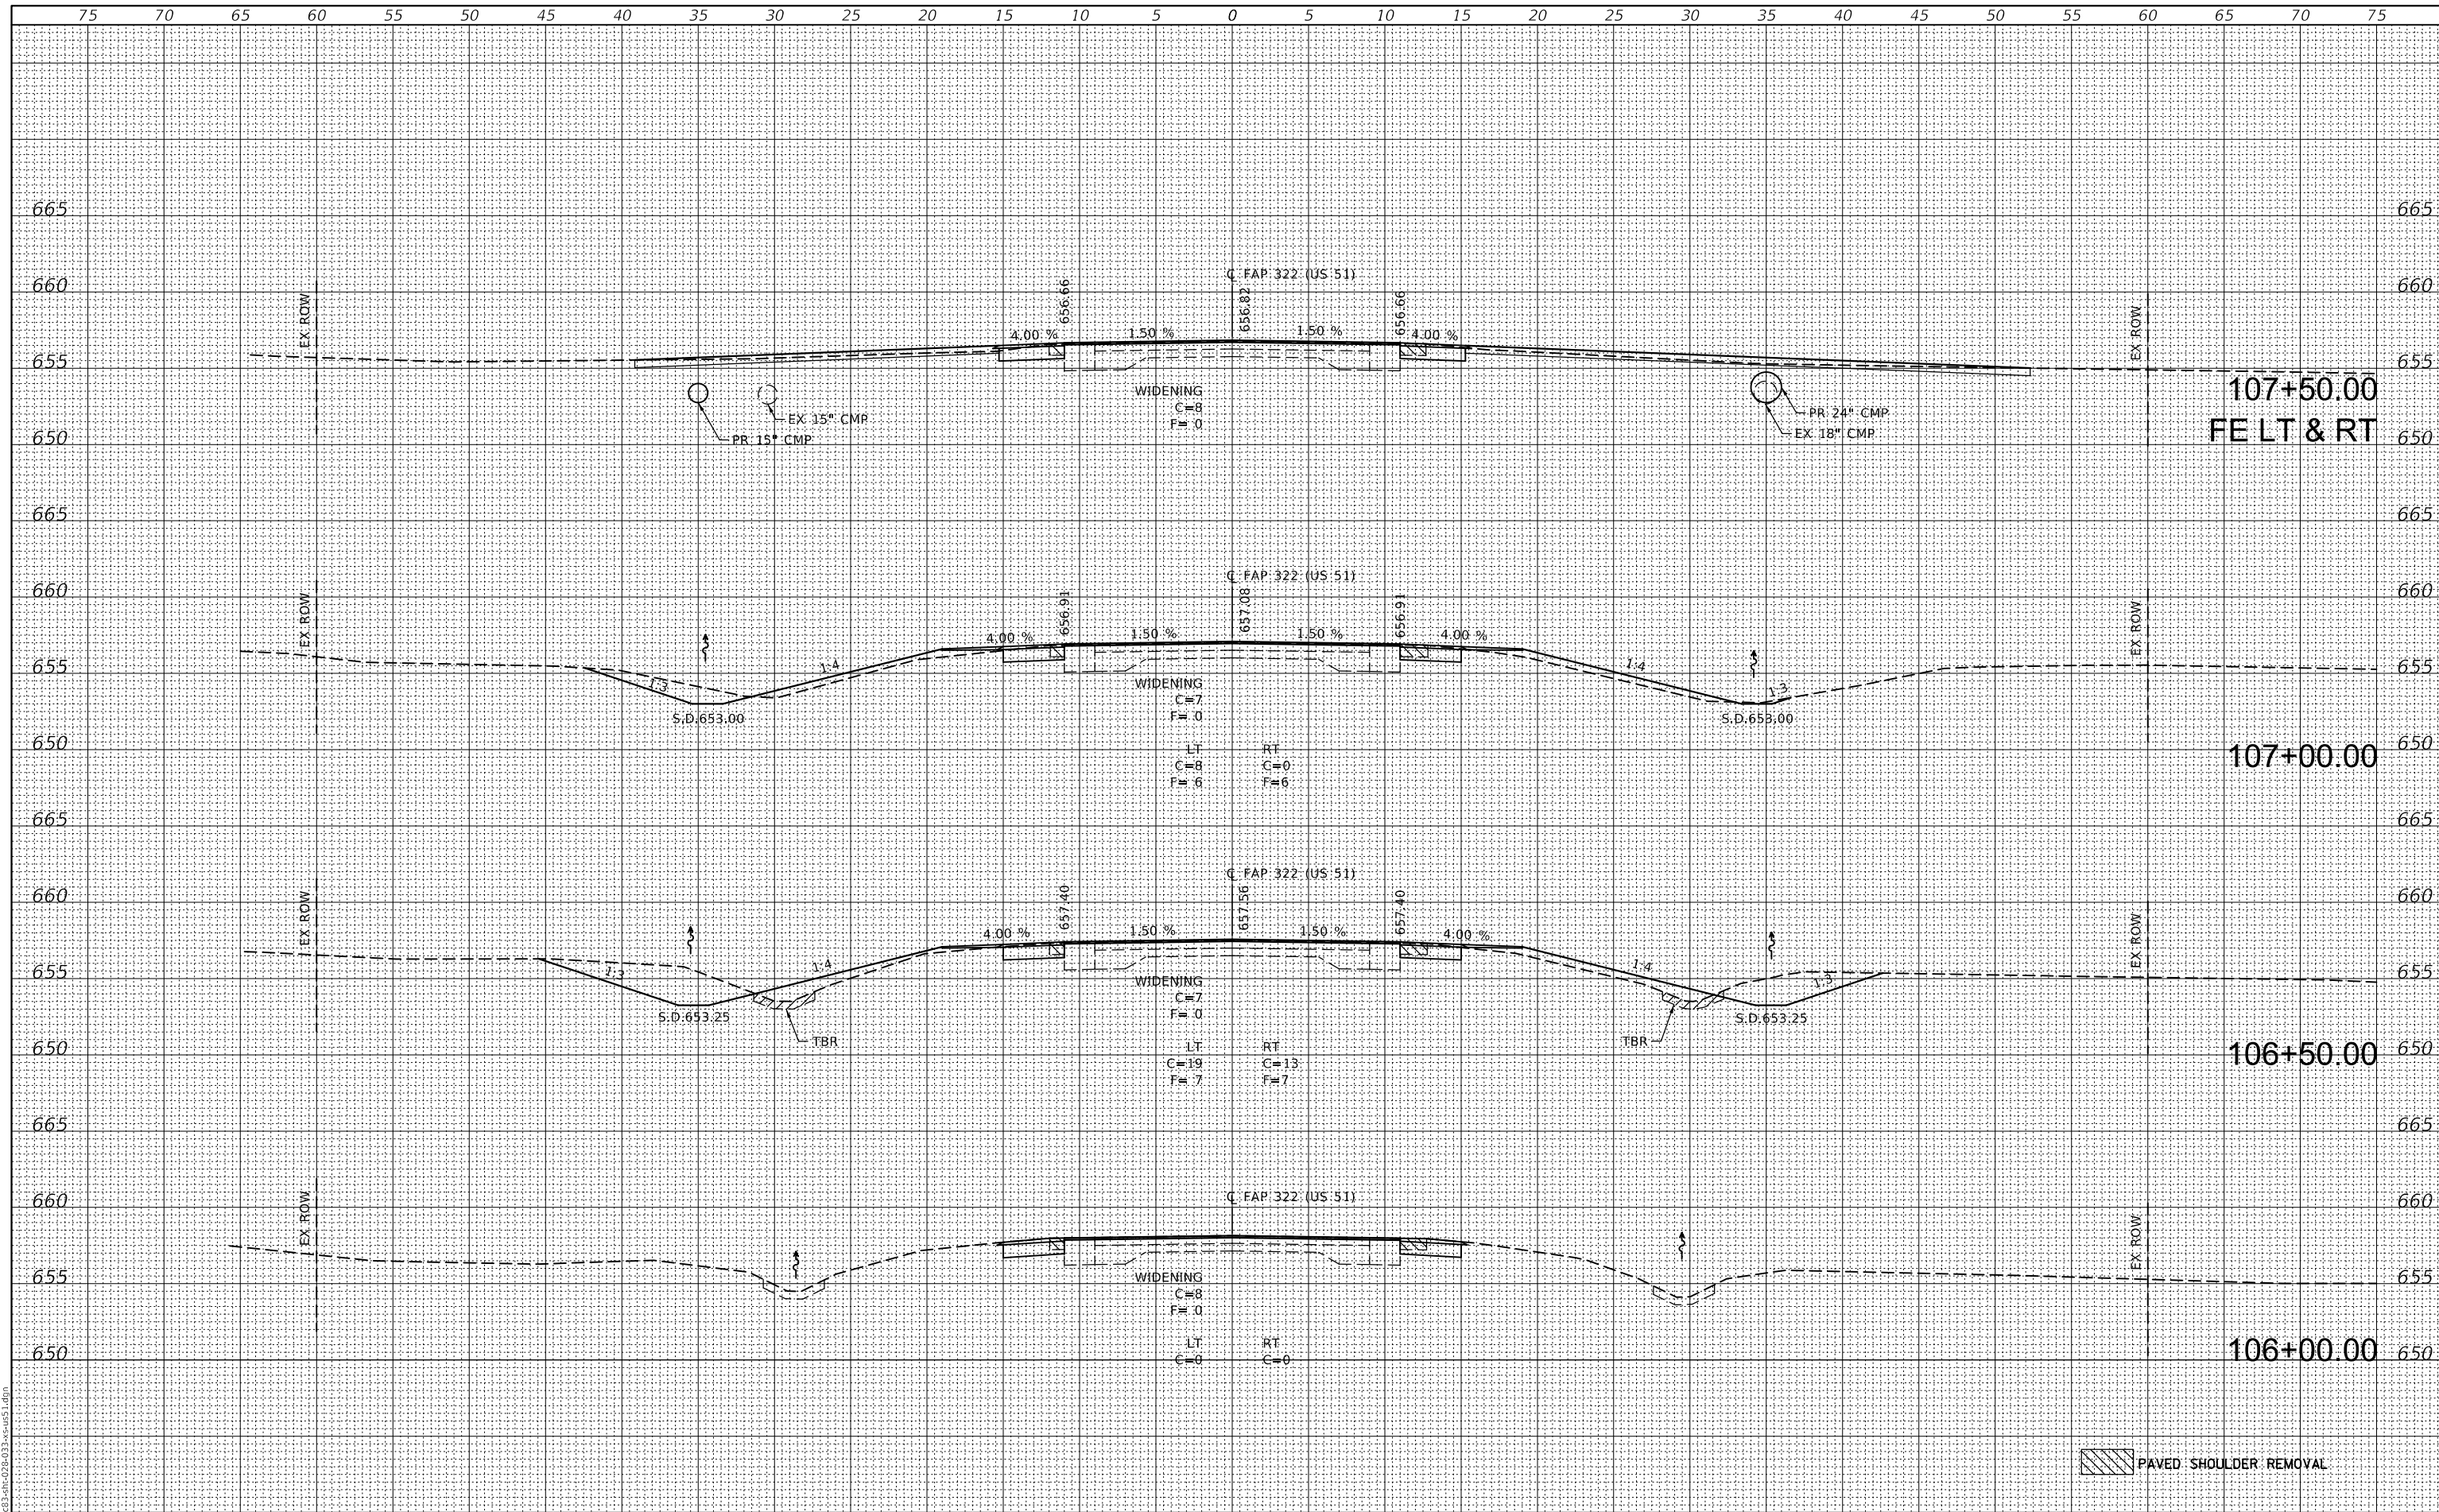 75 70 65 60 55 50 45 40 35 30 25 20 15 10 5 0 5 10 15 20 25 30 35 40 45 50 55 60 65 70 75
665 665
660 660
655 655
650 650
EX ROW
EX ROW
℄ FAP 322 (US 51)
656.66
656.82
656.66
4.00 %
1.50 %
1.50 %
4.00 %
WIDENING
C=8
F= 0
EX 15" CMP
PR 15" CMP
PR 24" CMP
EX 18" CMP
107+50.00
FE LT & RT
665 665
660 660
655 655
650 650
EX ROW
EX ROW
℄ FAP 322 (US 51)
656.91
657.08
656.91
4.00 %
1.50 %
1.50 %
4.00 %
1:4
1:4
1:3
1:3
S.D.653.00
S.D.653.00
WIDENING
C=7
F= 0
LT RT
C=8 C=0
F= 6 F=6
107+00.00
665 665
660 660
655 655
650 650
EX ROW
EX ROW
℄ FAP 322 (US 51)
657.40
657.56
657.40
4.00 %
1.50 %
1.50 %
4.00 %
1:4
1:4
1:3
1:3
S.D.653.25
S.D.653.25
TBR
TBR
WIDENING
C=7
F= 0
LT RT
C=19 C=13
F= 7 F=7
106+50.00
665 665
660 660
655 655
650 650
EX ROW
EX ROW
℄ FAP 322 (US 51)
WIDENING
C=8
F= 0
LT RT
C=0 C=0
106+00.00
PAVED SHOULDER REMOVAL